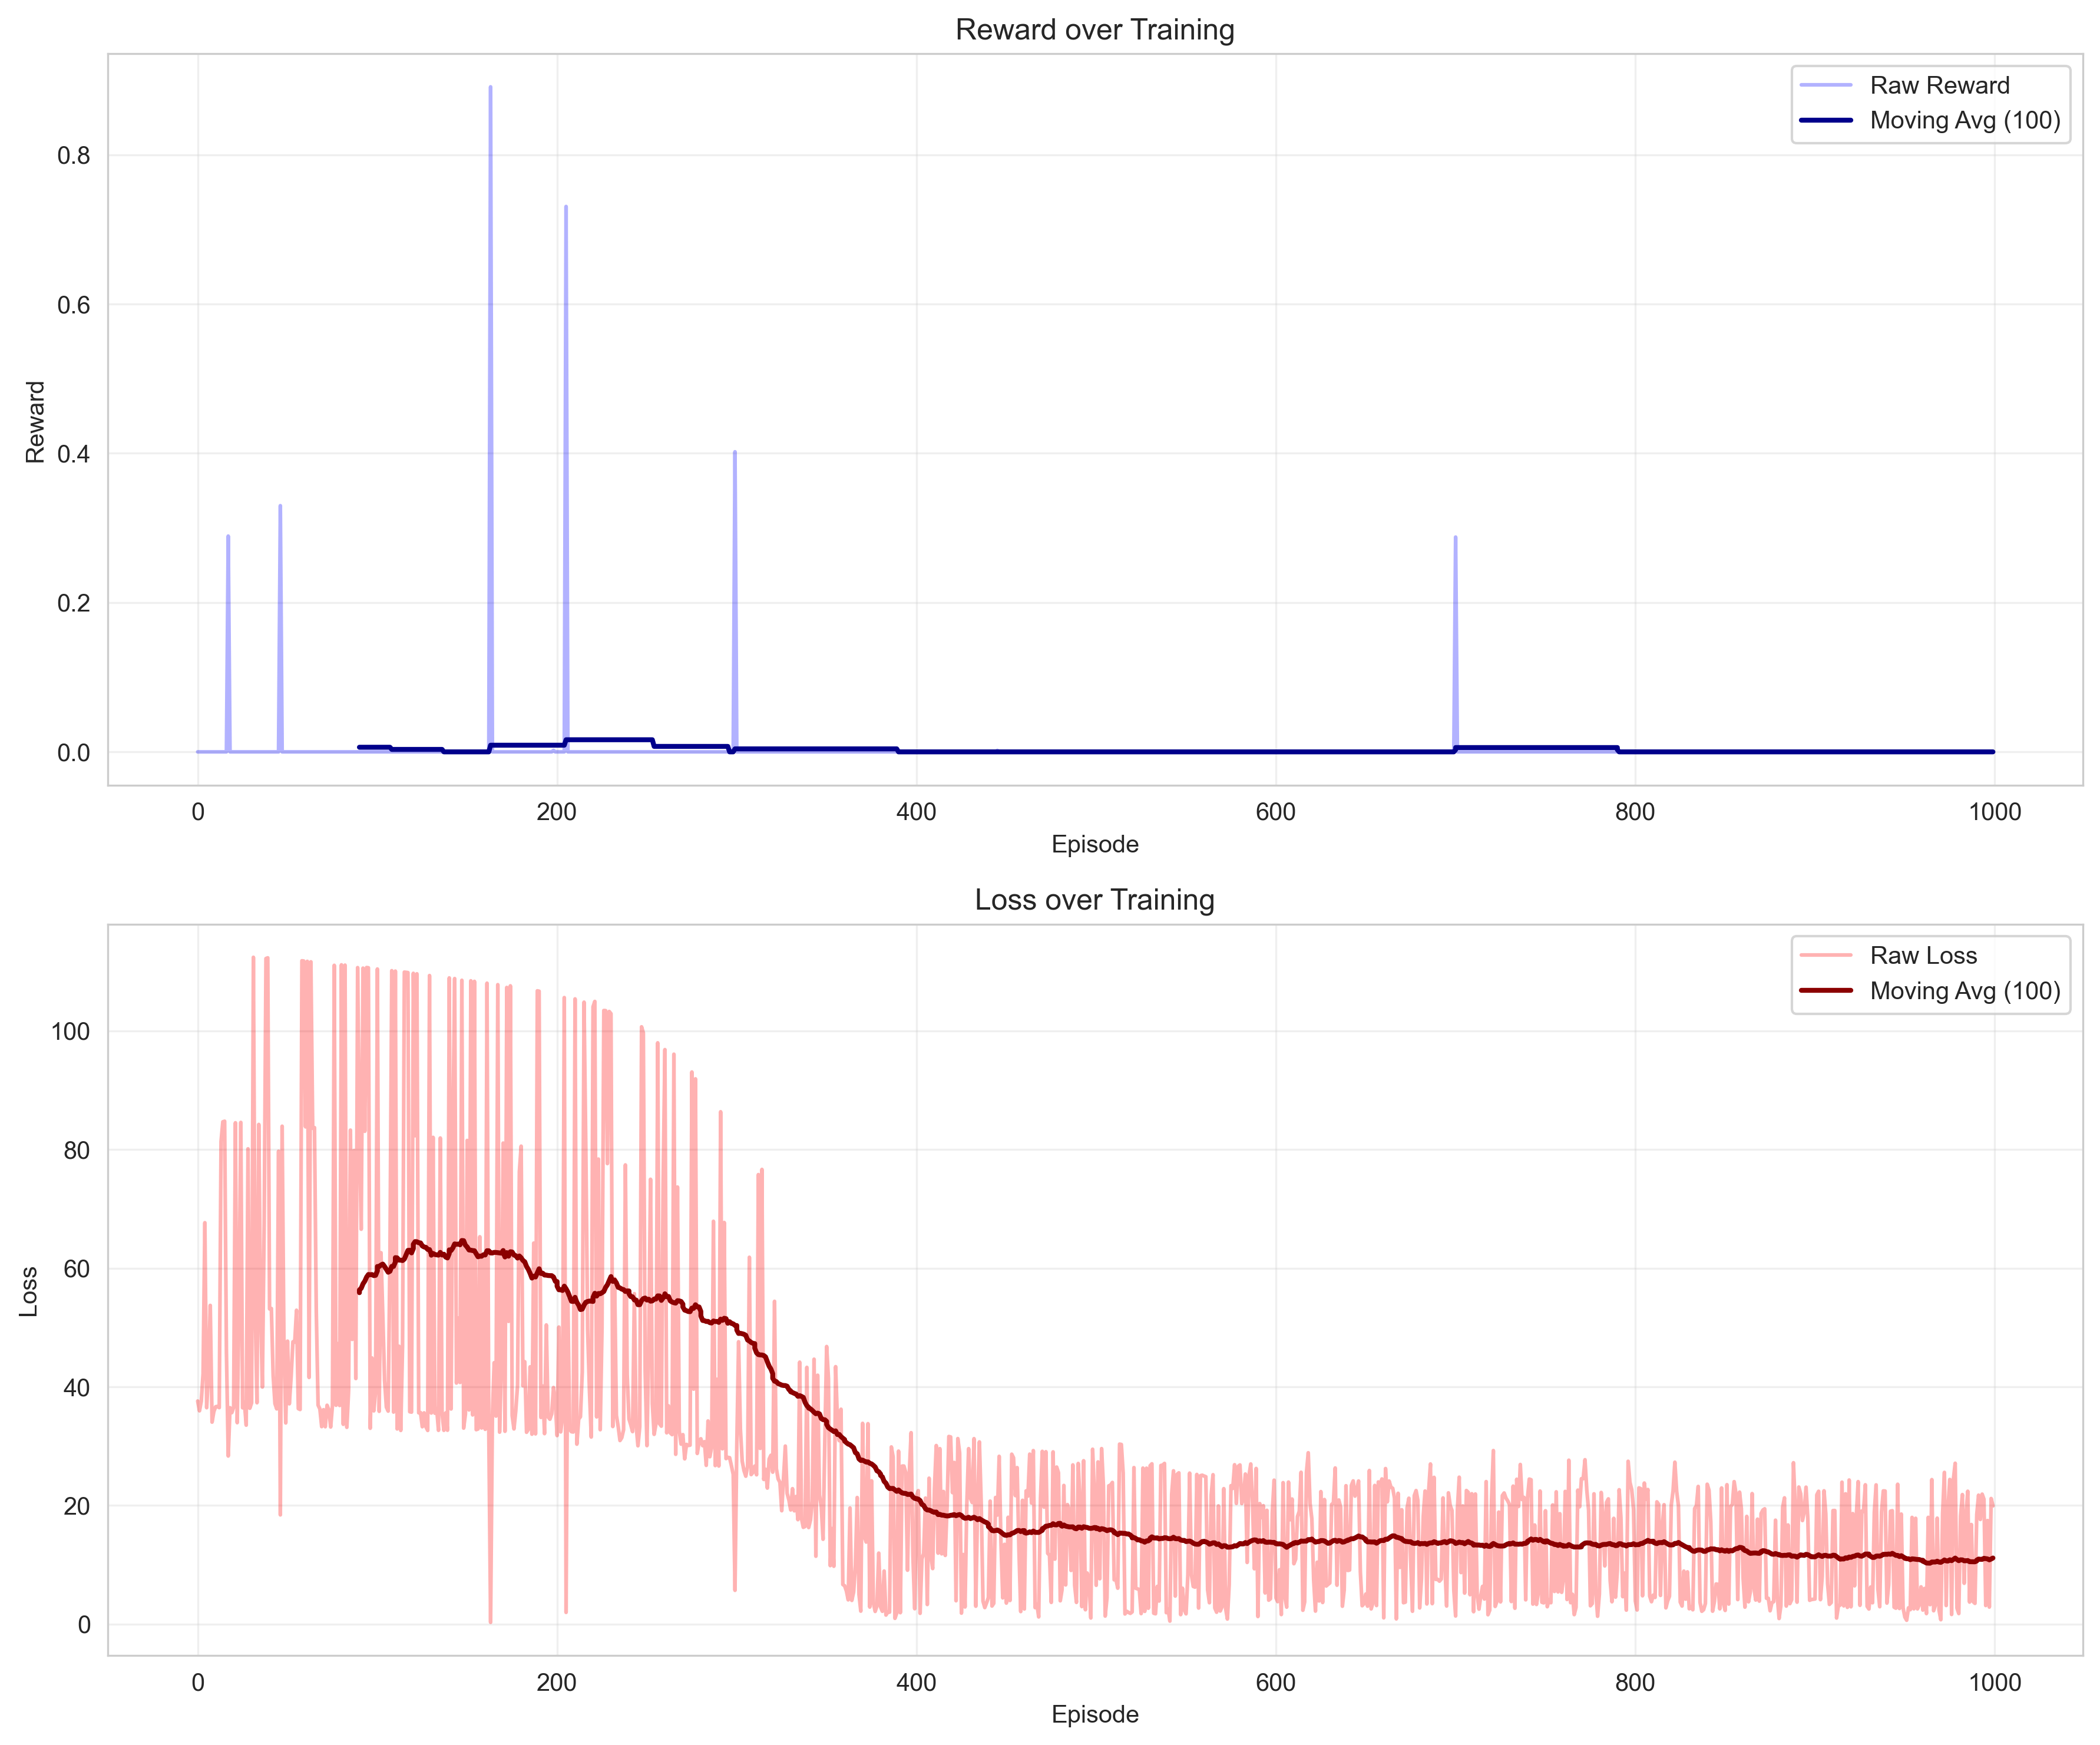 Reward over Training
Raw Reward
Moving Avg (100)
Reward
0.8
0.6
0.4
0.2
0.0
0 200 400 600 800 1000
Episode
Loss over Training
Raw Loss
Moving Avg (100)
Loss
100
80
60
40
20
0
0 200 400 600 800 1000
Episode